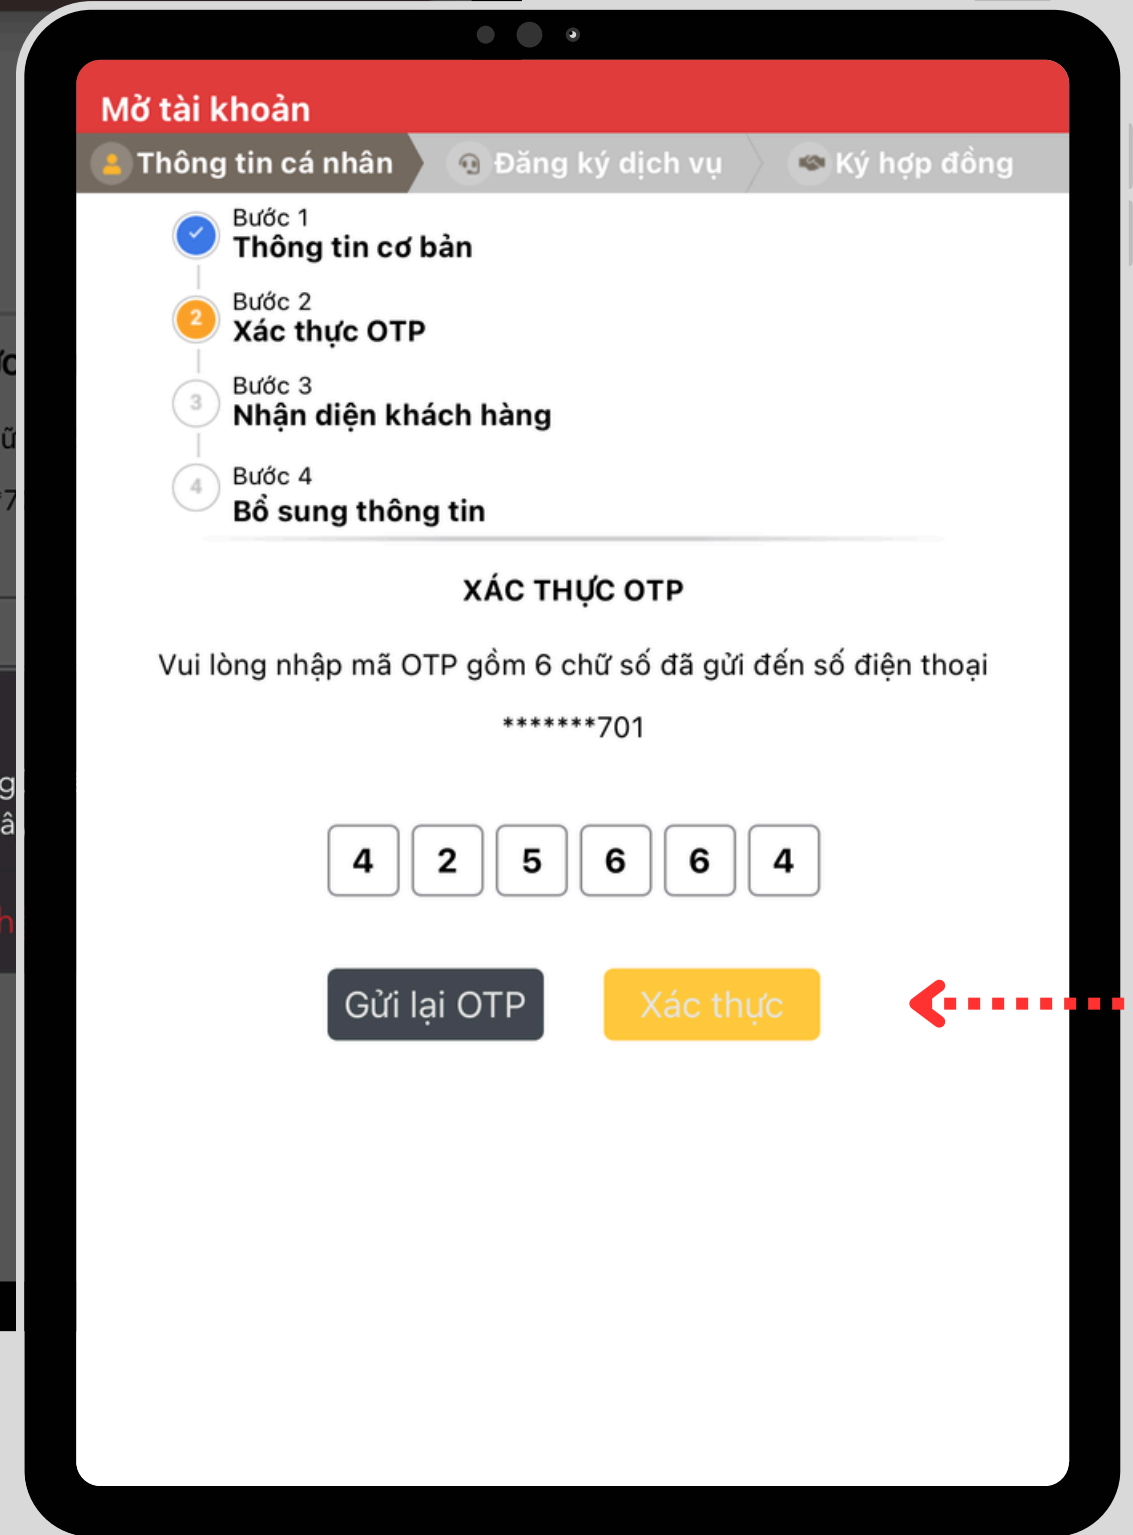 Mở tài khoản
Thông tin cá nhân Đăng ký dịch vụ Ký hợp đồng
Bước 1
Thông tin cơ bản
2
Bước 2
Xác thực OTP
3
Bước 3
Nhận diện khách hàng
4
Bước 4
Bổ sung thông tin
XÁC THỰC OTP
Vui lòng nhập mã OTP gồm 6 chữ số đã gửi đến số điện thoại
*******701
4 2 5 6 6 4
Gửi lại OTP Xác thực